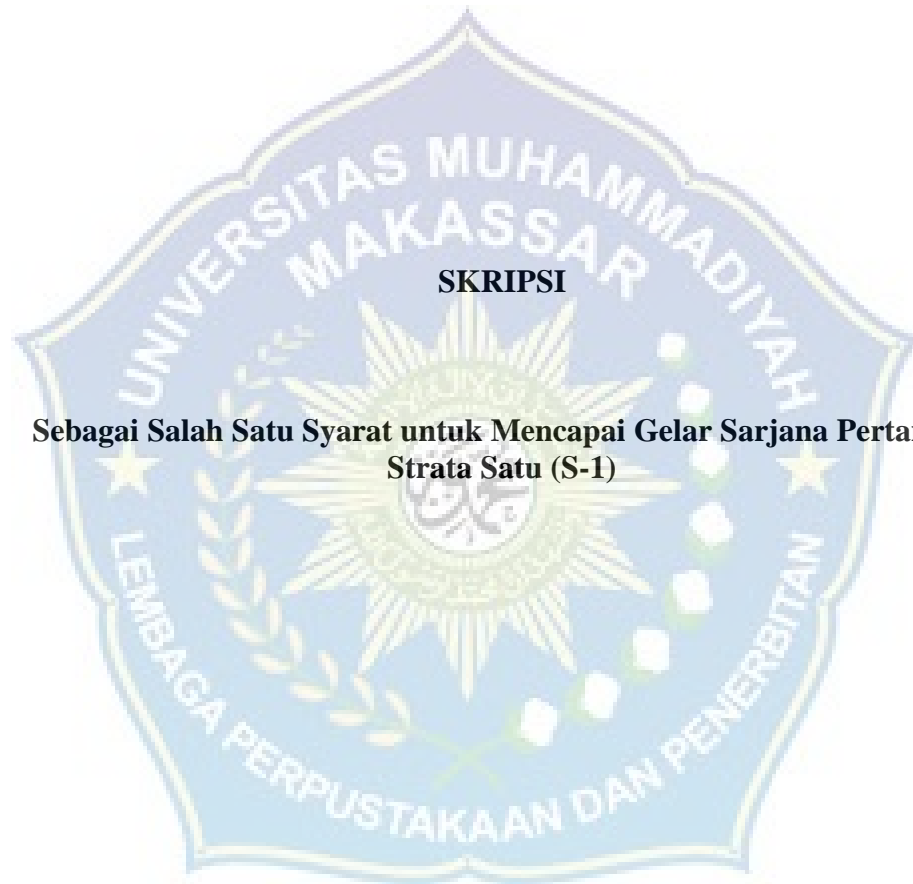 UNIVERSITAS MUHAMMADIYAH
MAKASSAR
SKRIPSI
Sebagai Salah Satu Syarat untuk Mencapai Gelar Sarjana
Strata Satu (S-1)
LEMBAGA PERPUSTAKAAN DAN PENERBITAN